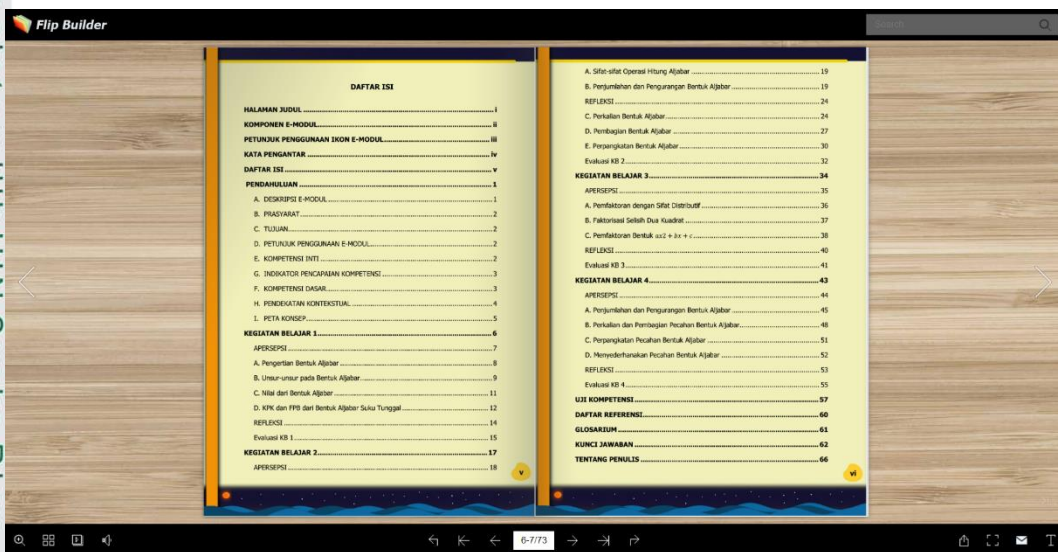 Flip Builder
Search
DAFTAR ISI
HALAMAN JUDUL ........ i
KOMPONEN E-MODUL ........ ii
PETUNJUK PENGGUNAAN IKON E-MODUL ........ iii
KATA PENGANTAR ........ iv
DAFTAR ISI ........ v
PENDAHULUAN ........ 1
A. DESKRIPSI E-MODUL ........ 1
B. PRASYARAT ........ 2
C. TUJUAN ........ 2
D. PETUNJUK PENGGUNAAN E-MODUL ........ 2
E. KOMPETENSI INTI ........ 2
G. INDIKATOR PENCAPAIAN KOMPETENSI ........ 3
F. KOMPETENSI DASAR ........ 3
H. PENDEKATAN KONTEKSTUAL ........ 4
I. PETA KONSEP ........ 5
KEGIATAN BELAJAR 1 ........ 6
APERSEPSI ........ 7
A. Pengertian Bentuk Aljabar ........ 8
B. Unsur-unsur pada Bentuk Aljabar ........ 9
C. Nilai dari Bentuk Aljabar ........ 11
D. KPK dan FPB dari Bentuk Aljabar Suku Tunggal ........ 12
REFLEKSI ........ 14
Evaluasi KB 1 ........ 15
KEGIATAN BELAJAR 2 ........ 17
APERSEPSI ........ 18
v
A. Sifat-sifat Operasi Hitung Aljabar ........ 19
B. Penjumlahan dan Pengurangan Bentuk Aljabar ........ 19
REFLEKSI ........ 24
C. Perkalian Bentuk Aljabar ........ 24
D. Pembagian Bentuk Aljabar ........ 27
E. Perpangkatan Bentuk Aljabar ........ 30
Evaluasi KB 2 ........ 32
KEGIATAN BELAJAR 3 ........ 34
APERSEPSI ........ 35
A. Pemfaktoran dengan Sifat Distributif ........ 36
B. Faktorisasi Selisih Dua Kuadrat ........ 37
C. Pemfaktoran Bentuk ax2 + bx + c ........ 38
REFLEKSI ........ 40
Evaluasi KB 3 ........ 41
KEGIATAN BELAJAR 4 ........ 43
APERSEPSI ........ 44
A. Penjumlahan dan Pengurangan Bentuk Aljabar ........ 45
B. Perkalian dan Pembagian Pecahan Bentuk Aljabar ........ 48
C. Perpangkatan Pecahan Bentuk Aljabar ........ 51
D. Menyederhanakan Pecahan Bentuk Aljabar ........ 52
REFLEKSI ........ 53
Evaluasi KB 4 ........ 55
UJI KOMPETENSI ........ 57
DAFTAR REFERENSI ........ 60
GLOSARIUM ........ 61
KUNCI JAWABAN ........ 62
TENTANG PENULIS ........ 66
vi
6-7/73